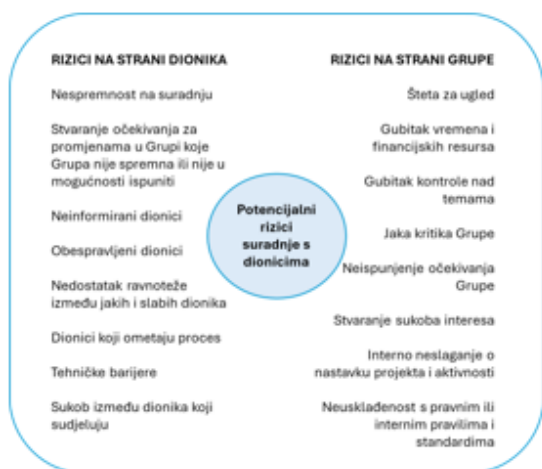 RIZICI NA STRANI DIONIKA
Nespremnost na suradnju
Stvaranje očekivanja za
promjenama u Grupi koje
Grupa nije spremna ili nije u
mogućnosti ispuniti
Neinformirani dionici
Obespravljeni dionici
Nedostatak ravnoteže
između jakih i slabih dionika
Dionici koji ometaju proces
Tehničke barijere
Sukob između dionika koji
sudjeluju
Potencijalni
rizici
suradnje s
dionicima
RIZICI NA STRANI GRUPE
Šteta za ugled
Gubitak vremena i
financijskih resursa
Gubitak kontrole nad
temama
Jaka kritika Grupe
Neispunjenje očekivanja
Grupe
Stvaranje sukoba interesa
Interno neslaganje o
nastavku projekta i aktivnosti
Neusklađenost s pravnim ili
internim pravilima i
standardima